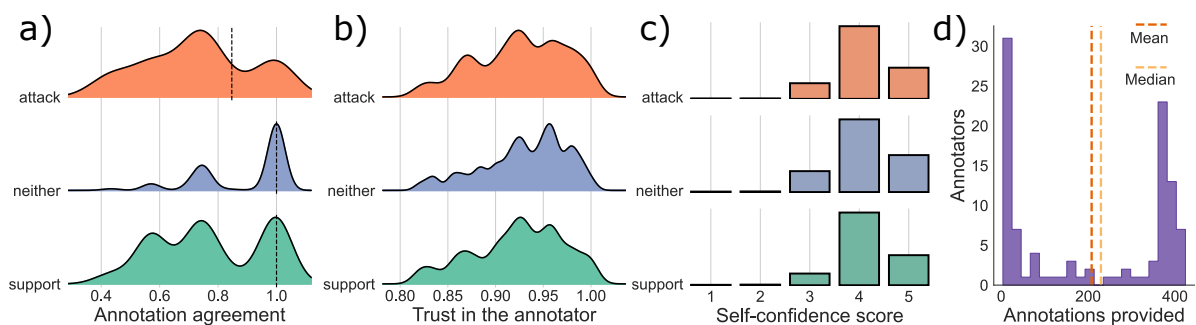 a)
attack
neither
support
0.4 0.6 0.8 1.0
Annotation agreement
b)
attack
neither
support
0.80 0.85 0.90 0.95 1.00
Trust in the annotator
c)
attack
neither
support
1 2 3 4 5
Self-confidence score
d)
Mean
Median
Annotators
30
25
20
15
10
5
0
0 200 400
Annotations provided